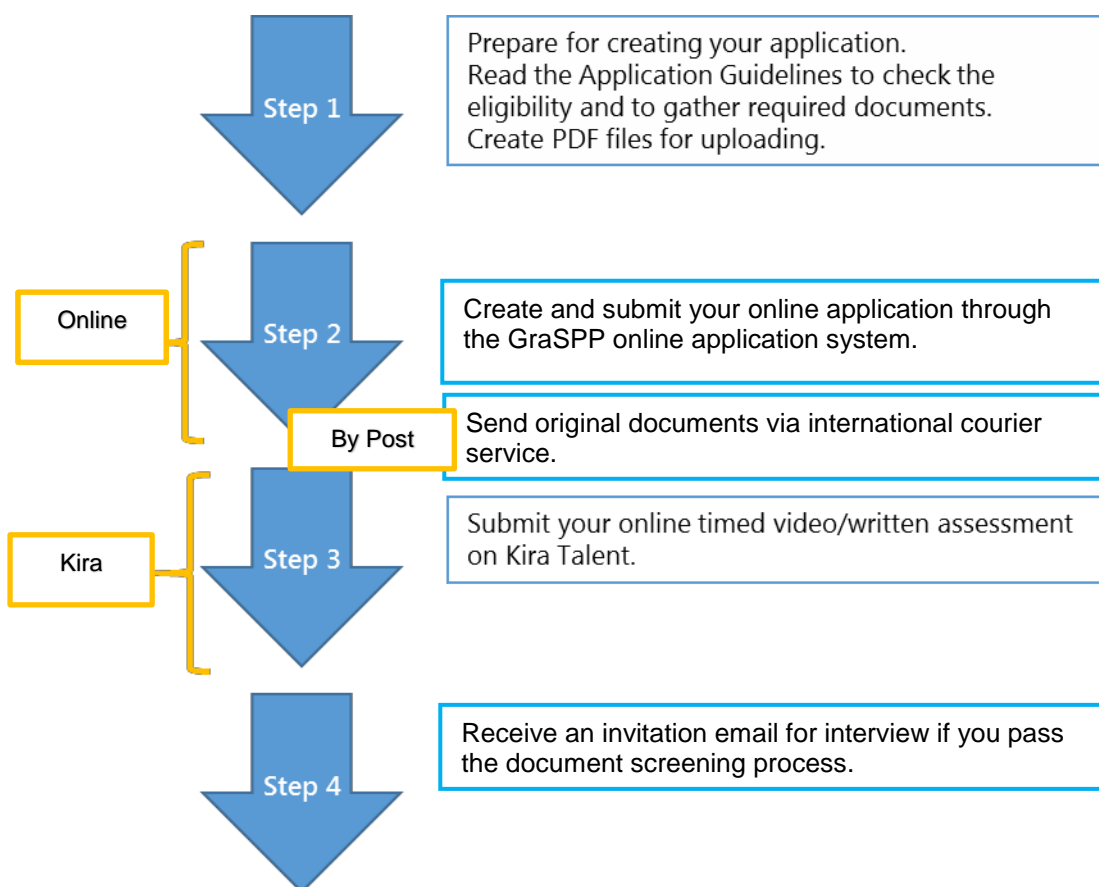 Step 1
Prepare for creating your application.
Read the Application Guidelines to check the
eligibility and to gather required documents.
Create PDF files for uploading.
Online
Step 2
Create and submit your online application through
the GraSPP online application system.
By Post
Send original documents via international courier
service.
Kira
Step 3
Submit your online timed video/written assessment
on Kira Talent.
Step 4
Receive an invitation email for interview if you pass
the document screening process.